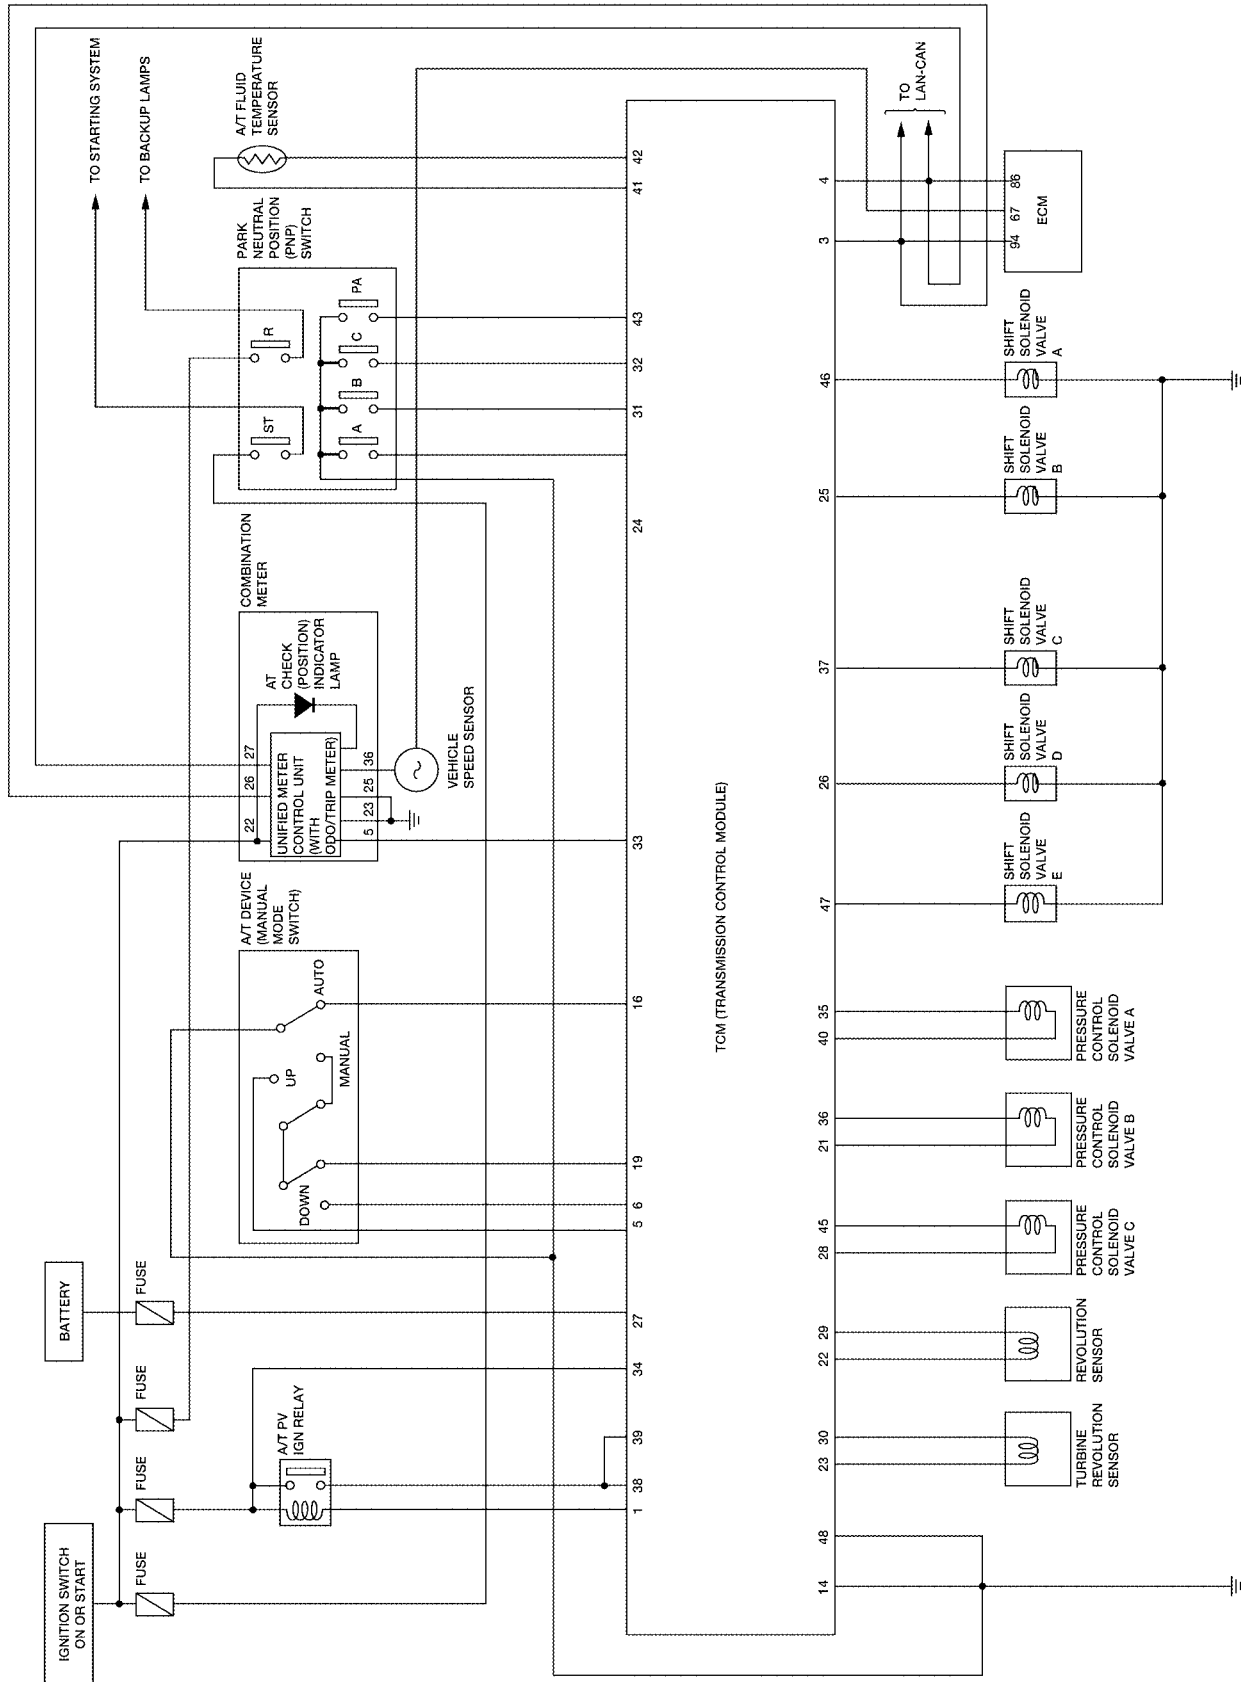 IGNITION SWITCH
ON OR START
BATTERY
FUSE
FUSE
FUSE
FUSE
TO STARTING SYSTEM
TO BACKUP LAMPS
A/T PV
IGN RELAY
A/T DEVICE
(MANUAL
MODE
SWITCH)
AUTO
MANUAL
UP
DOWN
COMBINATION
METER
22
26
27
UNIFIED METER
CONTROL UNIT
(WITH
ODO/TRIP METER)
AT
CHECK
(POSITION)
INDICATOR
LAMP
5
23
25
36
VEHICLE
SPEED SENSOR
PARK
NEUTRAL
POSITION
(PNP)
SWITCH
ST
R
A
B
C
PA
A/T FLUID
TEMPERATURE
SENSOR
1
38
39
34
27
5
6
19
16
33
24
31
32
43
41
42
TCM (TRANSMISSION CONTROL MODULE)
14
48
23
30
22
29
28
45
21
36
40
35
47
26
37
25
46
3
4
TO
LAN-CAN
94
67
86
ECM
TURBINE
REVOLUTION
SENSOR
REVOLUTION
SENSOR
PRESSURE
CONTROL
SOLENOID
VALVE C
PRESSURE
CONTROL
SOLENOID
VALVE B
PRESSURE
CONTROL
SOLENOID
VALVE A
SHIFT
SOLENOID
VALVE
E
SHIFT
SOLENOID
VALVE
D
SHIFT
SOLENOID
VALVE
C
SHIFT
SOLENOID
VALVE
B
SHIFT
SOLENOID
VALVE
A